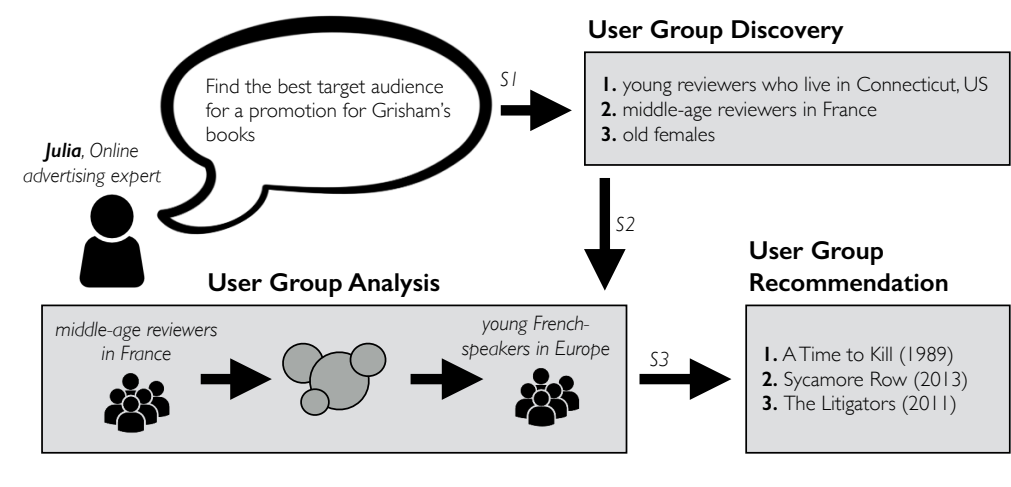 User Group Discovery
Find the best target audience
for a promotion for Grisham's
books
S1
1. young reviewers who live in Connecticut, US
2. middle-age reviewers in France
3. old females
Julia, Online
advertising expert
S2
User Group Analysis
middle-age reviewers
in France
young French-
speakers in Europe
S3
User Group
Recommendation
1. A Time to Kill (1989)
2. Sycamore Row (2013)
3. The Litigators (2011)